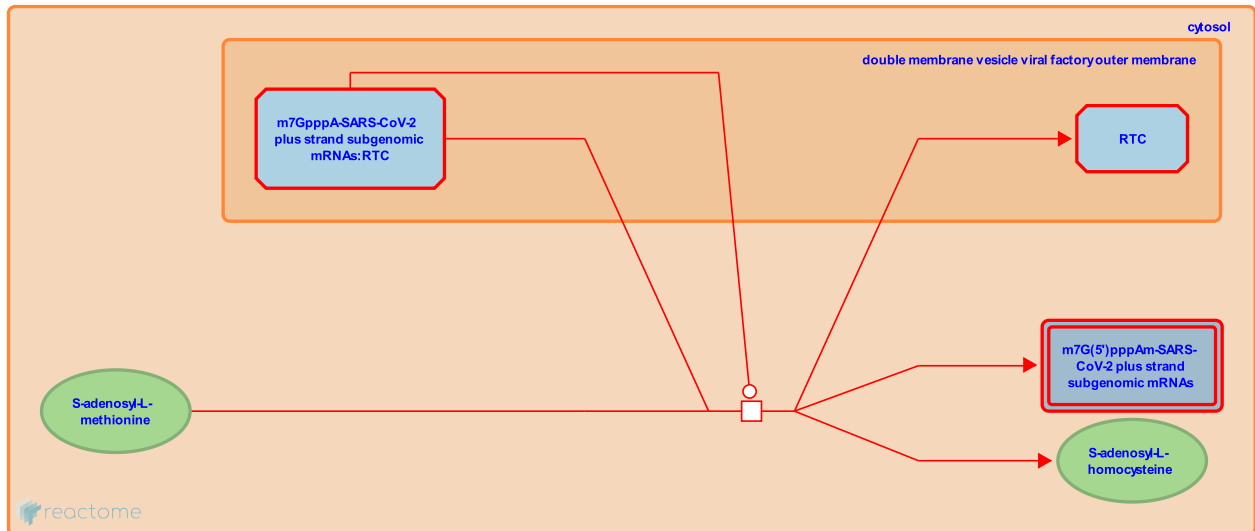 cytosol
double membrane vesicle viral factory outer membrane
m7GpppA-SARS-CoV-2
plus strand subgenomic
mRNAs:RTC
RTC
m7G(5')pppAm-SARS-
CoV-2 plus strand
subgenomic mRNAs
S-adenosyl-L-
methionine
S-adenosyl-L-
homocysteine
reactome